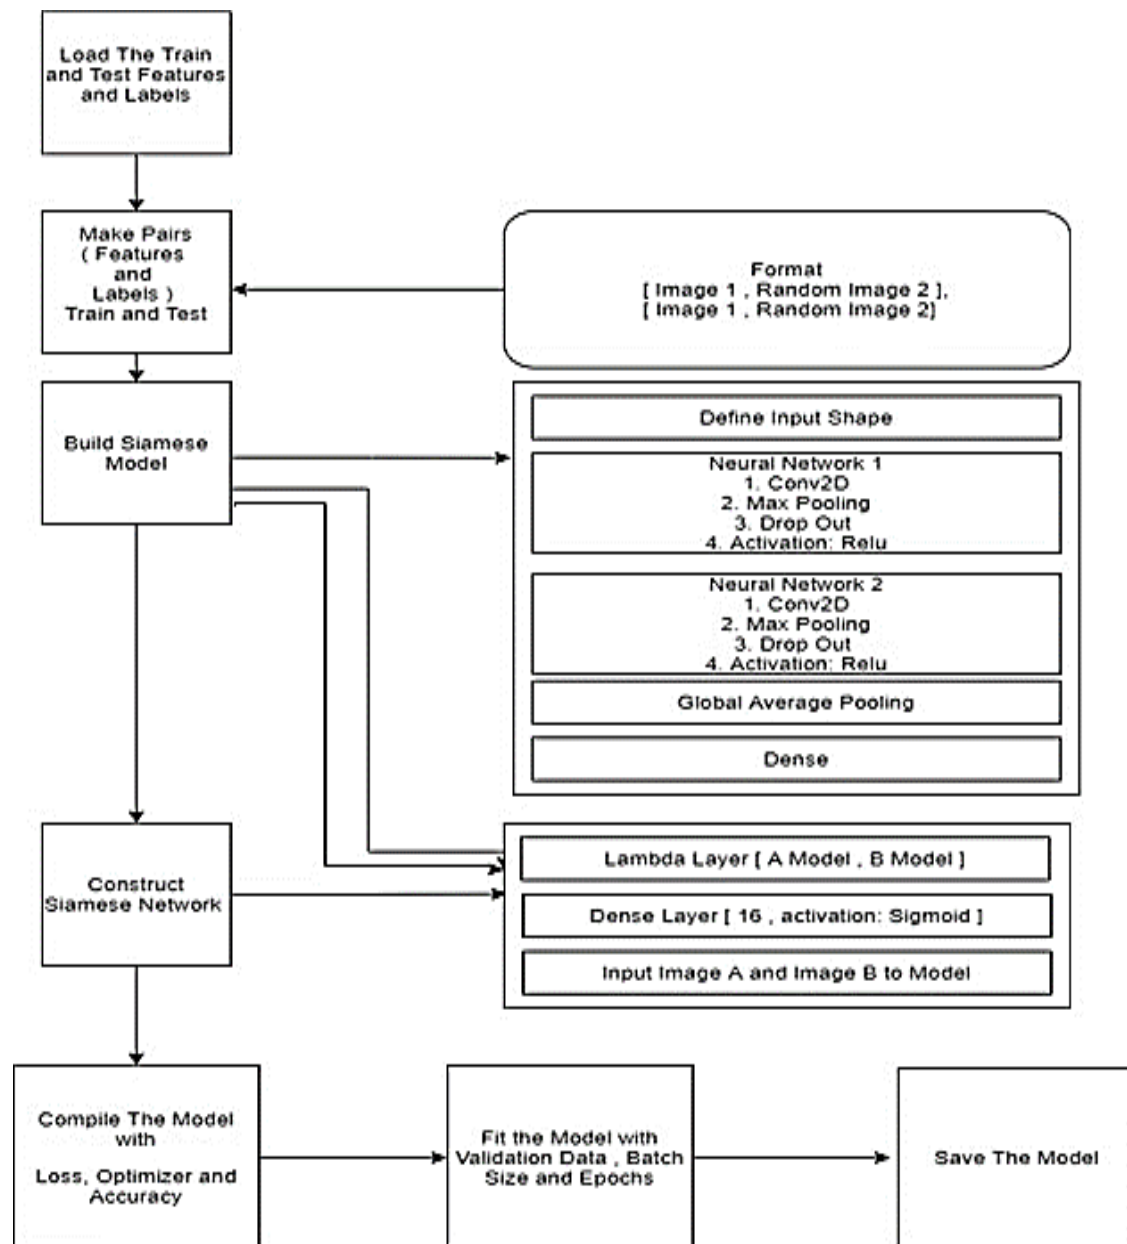 Load The Train
and Test Features
and Labels
Make Pairs
( Features
and
Labels )
Train and Test
Format
[ Image 1 , Random Image 2 ],
[ Image 1 , Random Image 2]
Build Siamese
Model
Define Input Shape
Neural Network 1
1. Conv2D
2. Max Pooling
3. Drop Out
4. Activation: Relu
Neural Network 2
1. Conv2D
2. Max Pooling
3. Drop Out
4. Activation: Relu
Global Average Pooling
Dense
Construct
Siamese Network
Lambda Layer [ A Model , B Model ]
Dense Layer [ 16 , activation: Sigmoid ]
Input Image A and Image B to Model
Compile The Model
with
Loss, Optimizer and
Accuracy
Fit the Model with
Validation Data , Batch
Size and Epochs
Save The Model